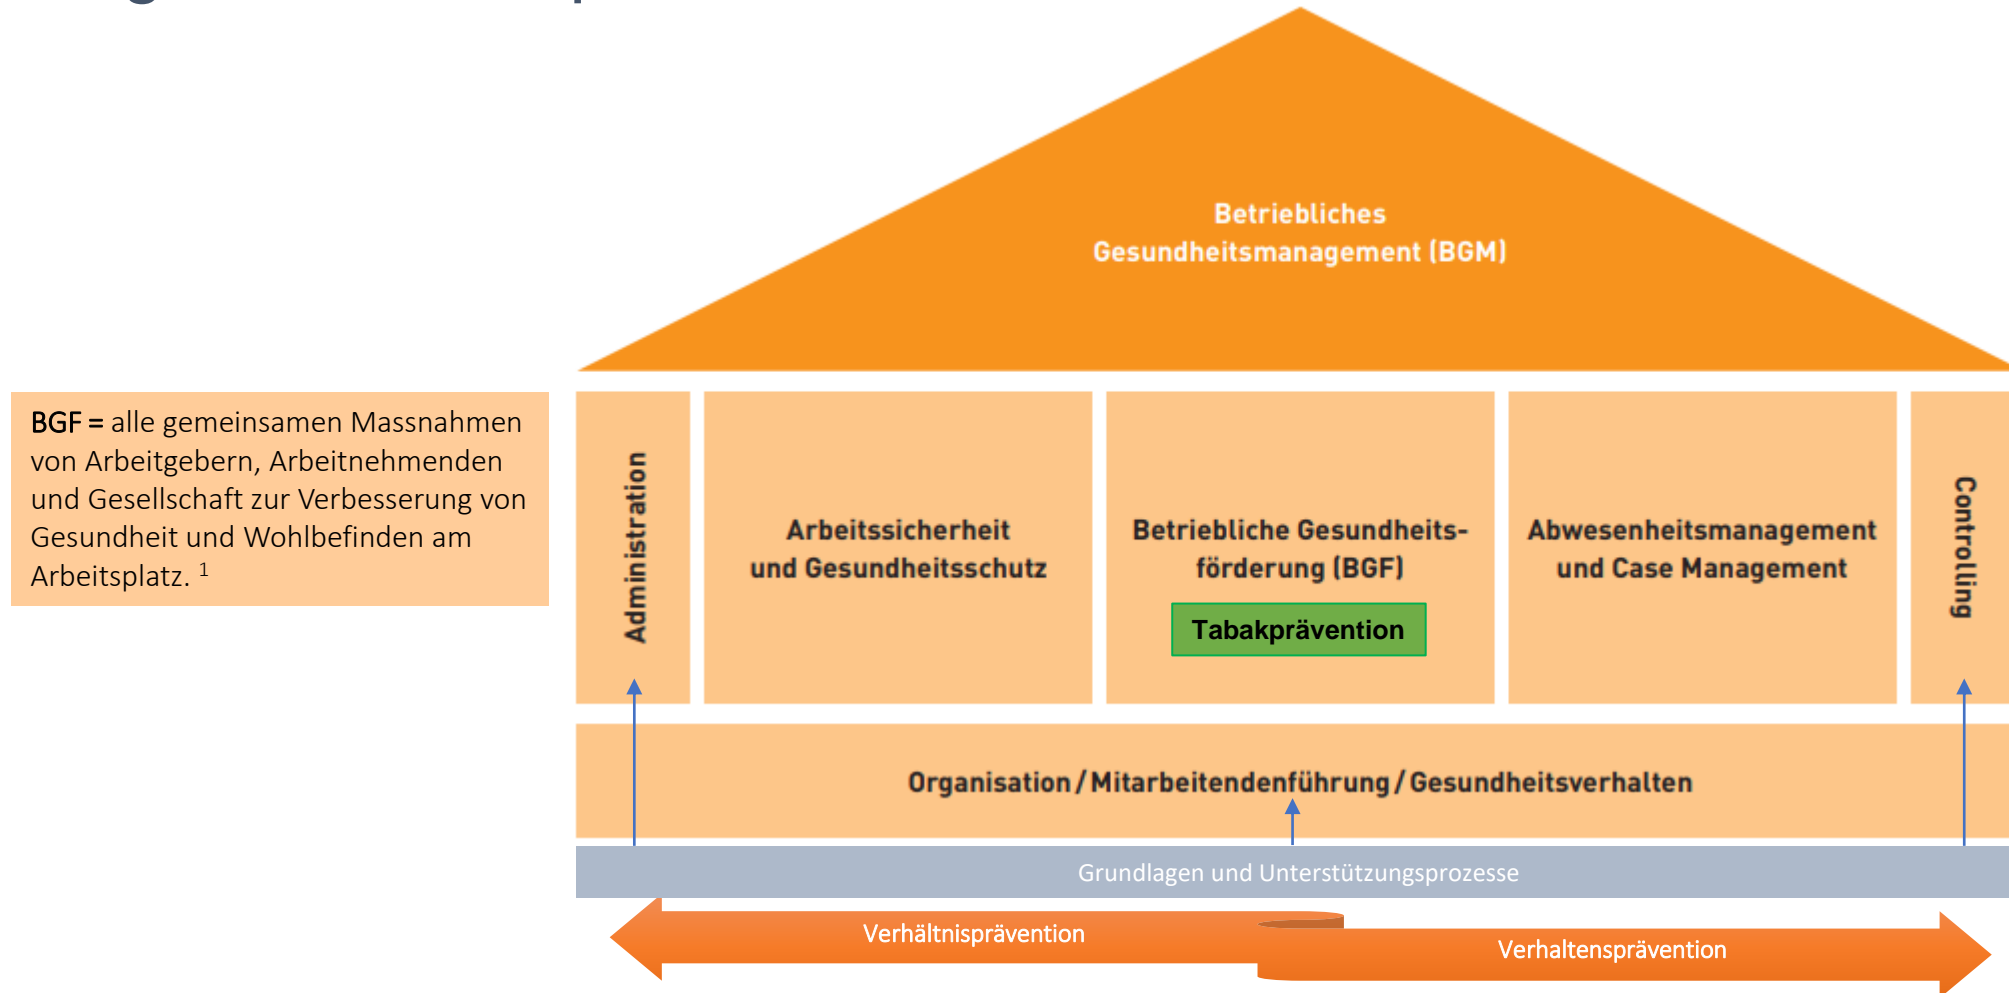 Betriebliches
Gesundheitsmanagement (BGM)
BGF = alle gemeinsamen Massnahmen
von Arbeitgebern, Arbeitnehmenden
und Gesellschaft zur Verbesserung von
Gesundheit und Wohlbefinden am
Arbeitsplatz. ¹
Administration
Arbeitssicherheit
und Gesundheitsschutz
Betriebliche Gesundheits-
förderung (BGF)
Tabakprävention
Abwesenheitsmanagement
und Case Management
Controlling
Organisation / Mitarbeitendenführung / Gesundheitsverhalten
Grundlagen und Unterstützungsprozesse
Verhältnisprävention
Verhaltensprävention